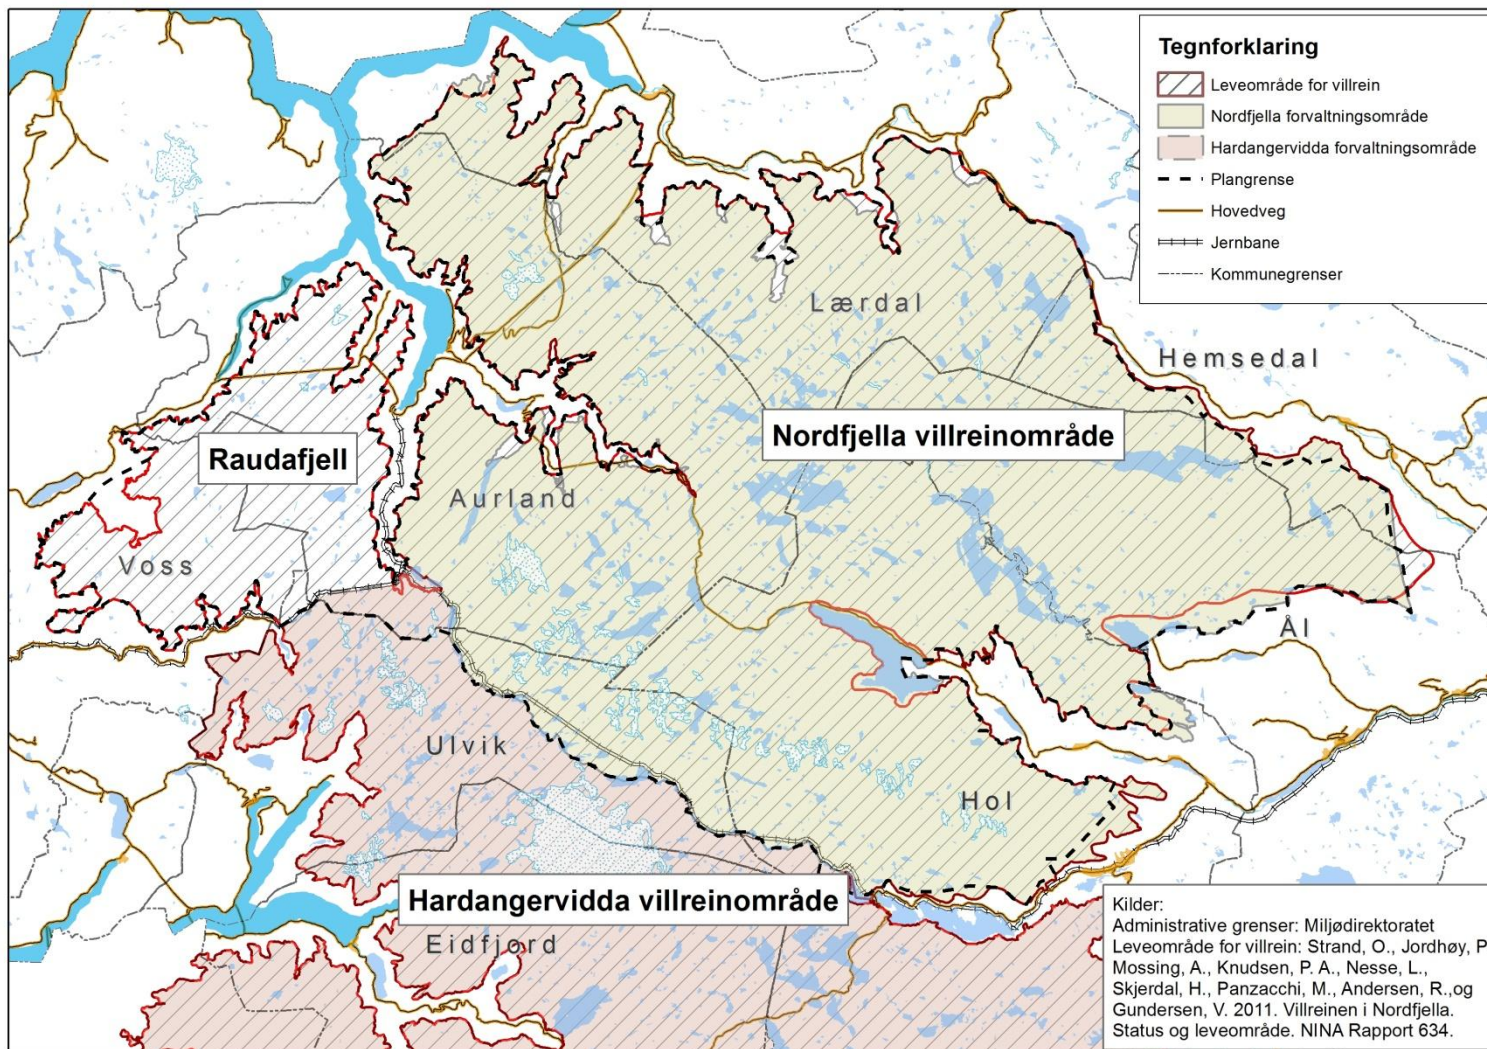 Tegnforklaring
Leveområde for villrein
Nordfjella forvaltningsområde
Hardangervidda forvaltningsområde
Plangrense
Hovedveg
Jernbane
Kommunegrenser
Lærdal
Hemsedal
Nordfjella villreinområde
Raudafjell
Aurland
Voss
Ål
Ulvik
Hol
Hardangervidda villreinområde
Eidfjord
Kilder:
Administrative grenser: Miljødirektoratet
Leveområde for villrein: Strand, O., Jordhøy, P
Mossing, A., Knudsen, P. A., Nesse, L.,
Skjerdal, H., Panzacchi, M., Andersen, R.,og
Gundersen, V. 2011. Villreinen i Nordfjella.
Status og leveområde. NINA Rapport 634.